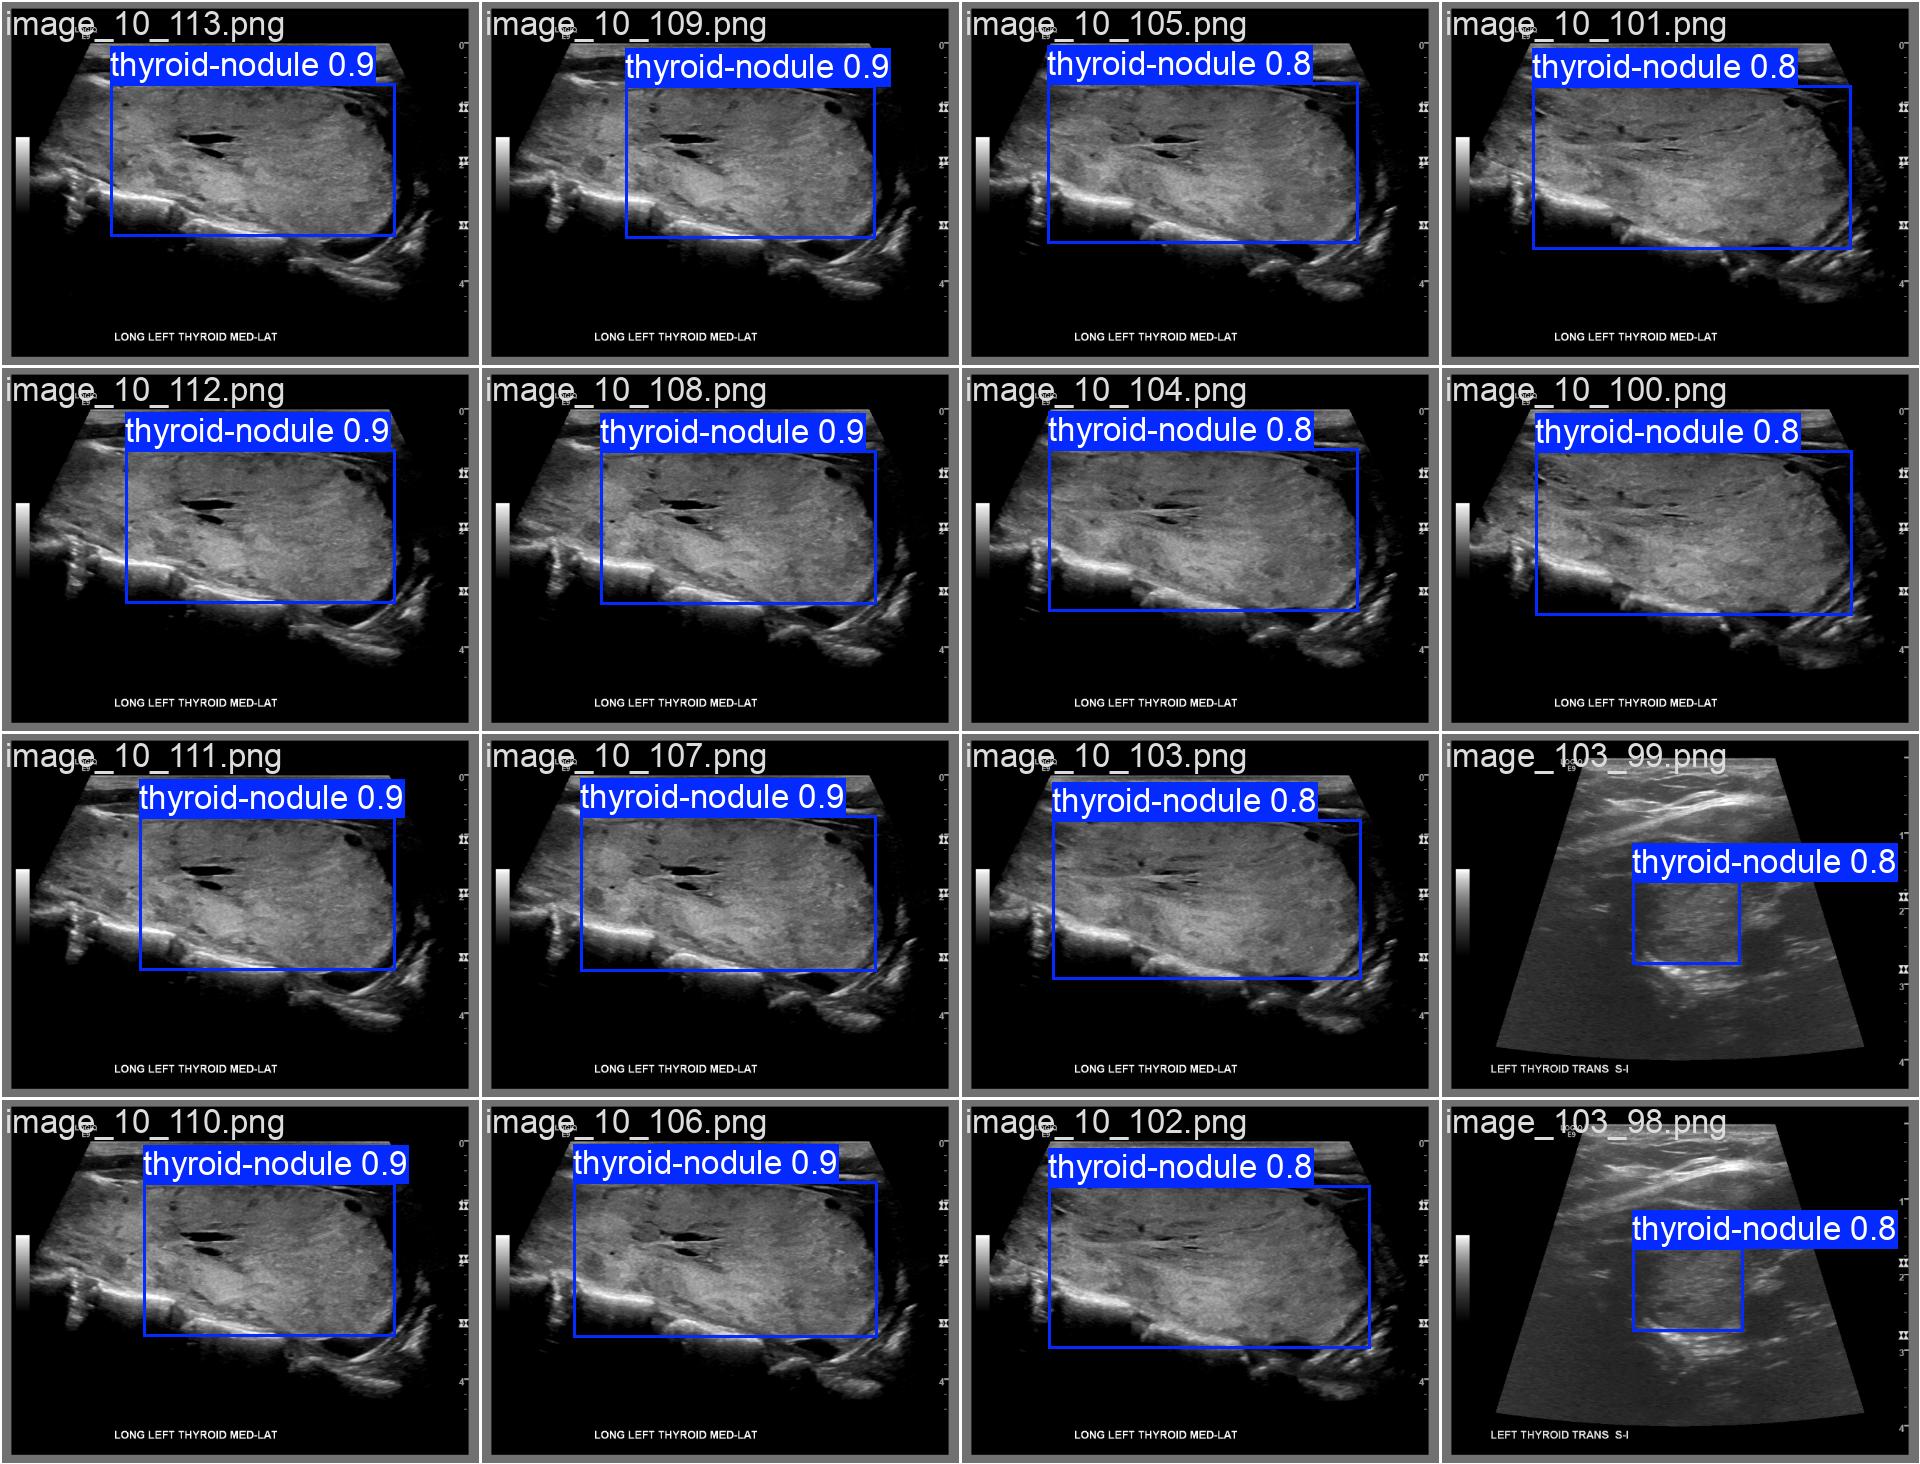 image_10_113.png
thyroid-nodule 0.9
LONG LEFT THYROID MED-LAT
image_10_109.png
thyroid-nodule 0.9
LONG LEFT THYROID MED-LAT
image_10_105.png
thyroid-nodule 0.8
LONG LEFT THYROID MED-LAT
image_10_101.png
thyroid-nodule 0.8
LONG LEFT THYROID MED-LAT
image_10_112.png
thyroid-nodule 0.9
LONG LEFT THYROID MED-LAT
image_10_108.png
thyroid-nodule 0.9
LONG LEFT THYROID MED-LAT
image_10_104.png
thyroid-nodule 0.8
LONG LEFT THYROID MED-LAT
image_10_100.png
thyroid-nodule 0.8
LONG LEFT THYROID MED-LAT
image_10_111.png
thyroid-nodule 0.9
LONG LEFT THYROID MED-LAT
image_10_107.png
thyroid-nodule 0.9
LONG LEFT THYROID MED-LAT
image_10_103.png
thyroid-nodule 0.8
LONG LEFT THYROID MED-LAT
image_103_99.png
thyroid-nodule 0.8
LEFT THYROID TRANS S-I
image_10_110.png
thyroid-nodule 0.9
LONG LEFT THYROID MED-LAT
image_10_106.png
thyroid-nodule 0.9
LONG LEFT THYROID MED-LAT
image_10_102.png
thyroid-nodule 0.8
LONG LEFT THYROID MED-LAT
image_103_98.png
thyroid-nodule 0.8
LEFT THYROID TRANS S-I